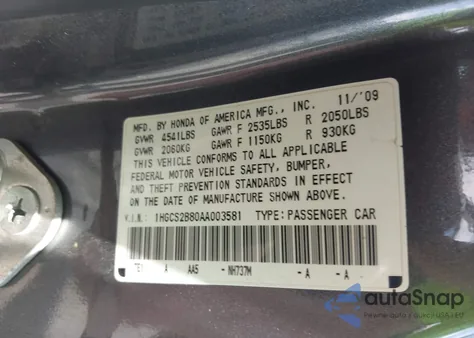 MFD. BY HONDA OF AMERICA MFG., INC. 11/'09
GVWR 4541LBS GAWR F 2535LBS R 2050LBS
GVWR 2060KG GAWR F 1150KG R 930KG
THIS VEHICLE CONFORMS TO ALL APPLICABLE
FEDERAL MOTOR VEHICLE SAFETY, BUMPER,
AND THEFT PREVENTION STANDARDS IN EFFECT
ON THE DATE OF MANUFACTURE SHOWN ABOVE.
V.I.N.: 1HGCS2B80AA003581 TYPE: PASSENGER CAR
A AA5 - NH737M - A - A
autoSnap